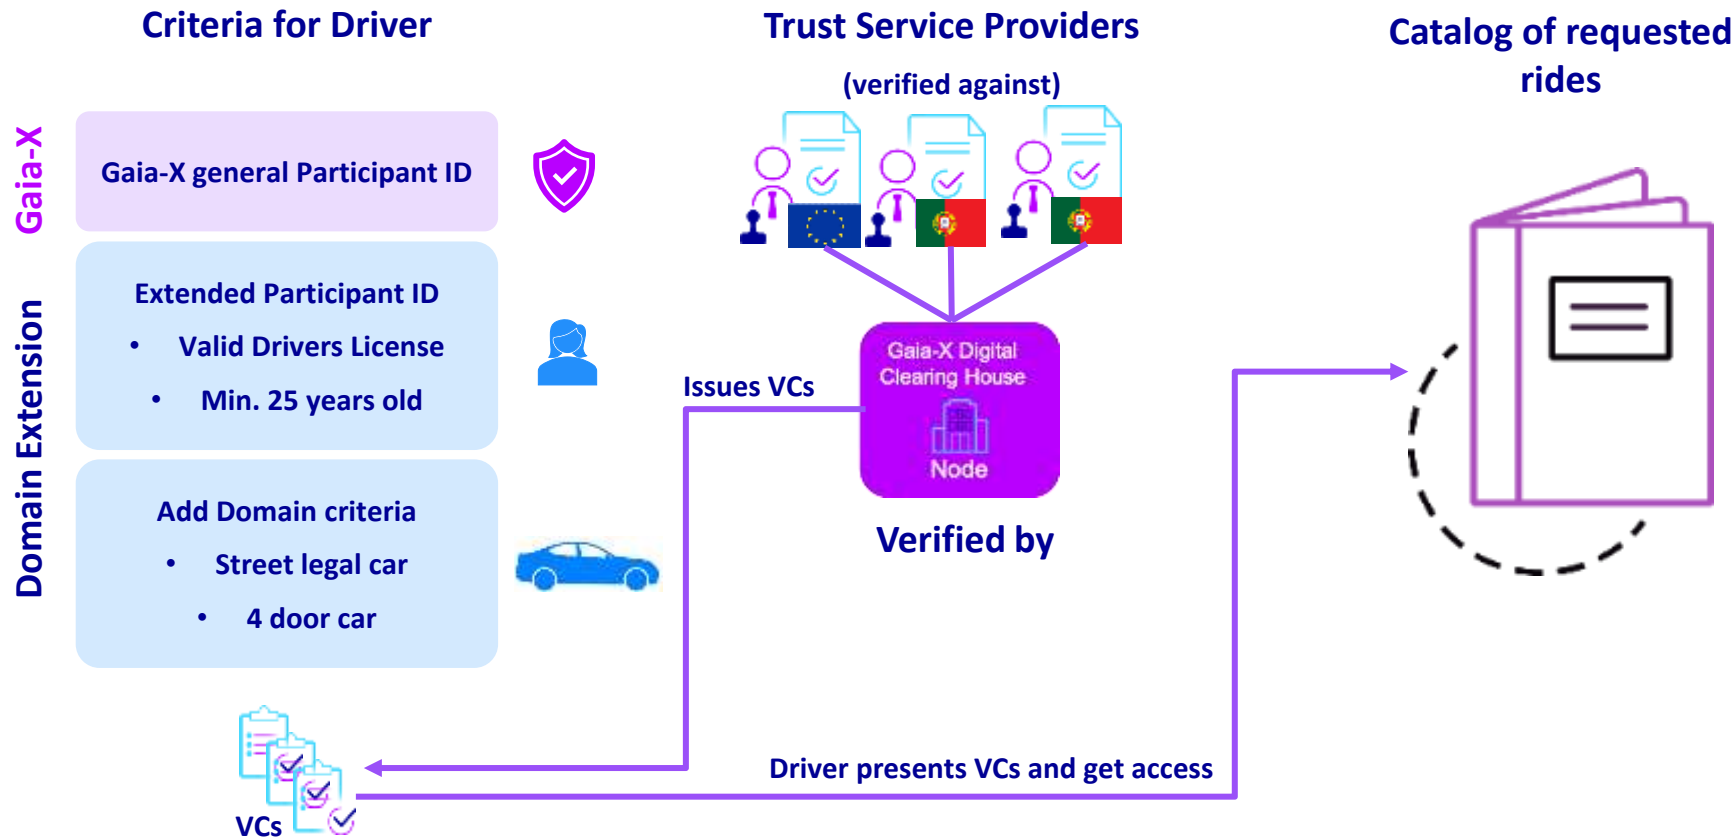 Criteria for Driver
Gaia-X
Gaia-X general Participant ID
Domain Extension
Extended Participant ID
• Valid Drivers License
• Min. 25 years old
Add Domain criteria
• Street legal car
• 4 door car
VCs
Trust Service Providers
(verified against)
Gaia-X Digital
Clearing House
Node
Verified by
Issues VCs
Driver presents VCs and get access
Catalog of requested
rides